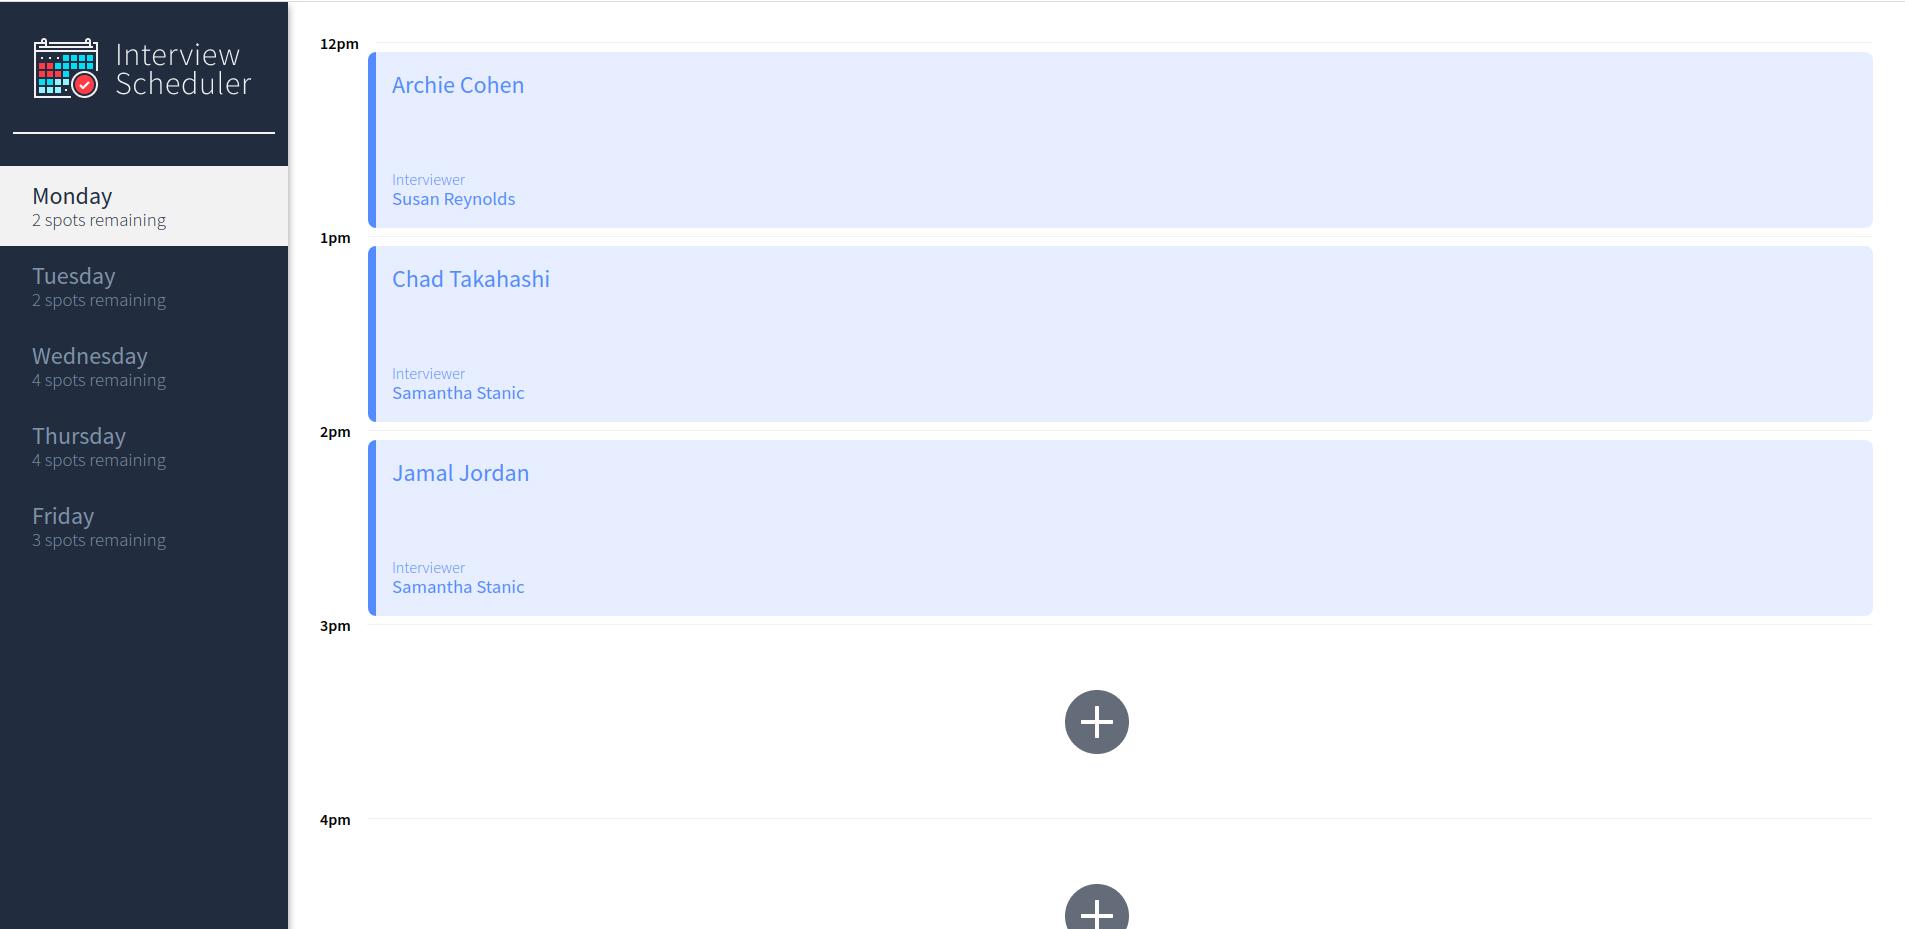 Interview
Scheduler
Monday
2 spots remaining
Tuesday
2 spots remaining
Wednesday
4 spots remaining
Thursday
4 spots remaining
Friday
3 spots remaining
12pm
Archie Cohen
Interviewer
Susan Reynolds
1pm
Chad Takahashi
Interviewer
Samantha Stanic
2pm
Jamal Jordan
Interviewer
Samantha Stanic
3pm
4pm